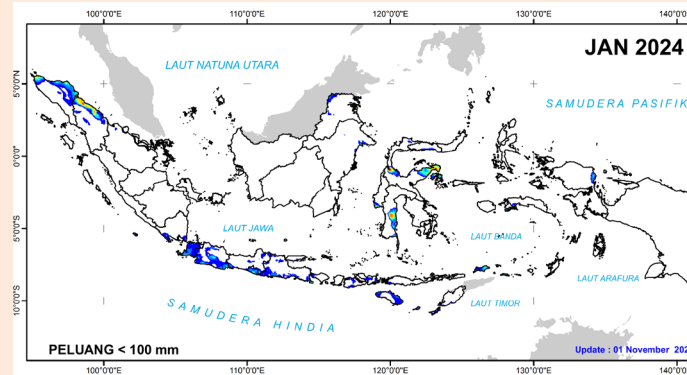 100°0'0"E 110°0'0"E 120°0'0"E 130°0'0"E 140°0'0"
JAN 2024
LAUT NATUNA UTARA
5°0'0"N
SAMUDERA PASIFIK
0°0'0"
LAUT JAWA
LAUT BANDA
5°0'0"S
LAUT ARAFURA
LAUT TIMOR
10°0'0"S
SAMUDERA HINDIA
PELUANG < 100 mm
Update : 01 November 202
100°0'0"E 110°0'0"E 120°0'0"E 130°0'0"E 140°0'0